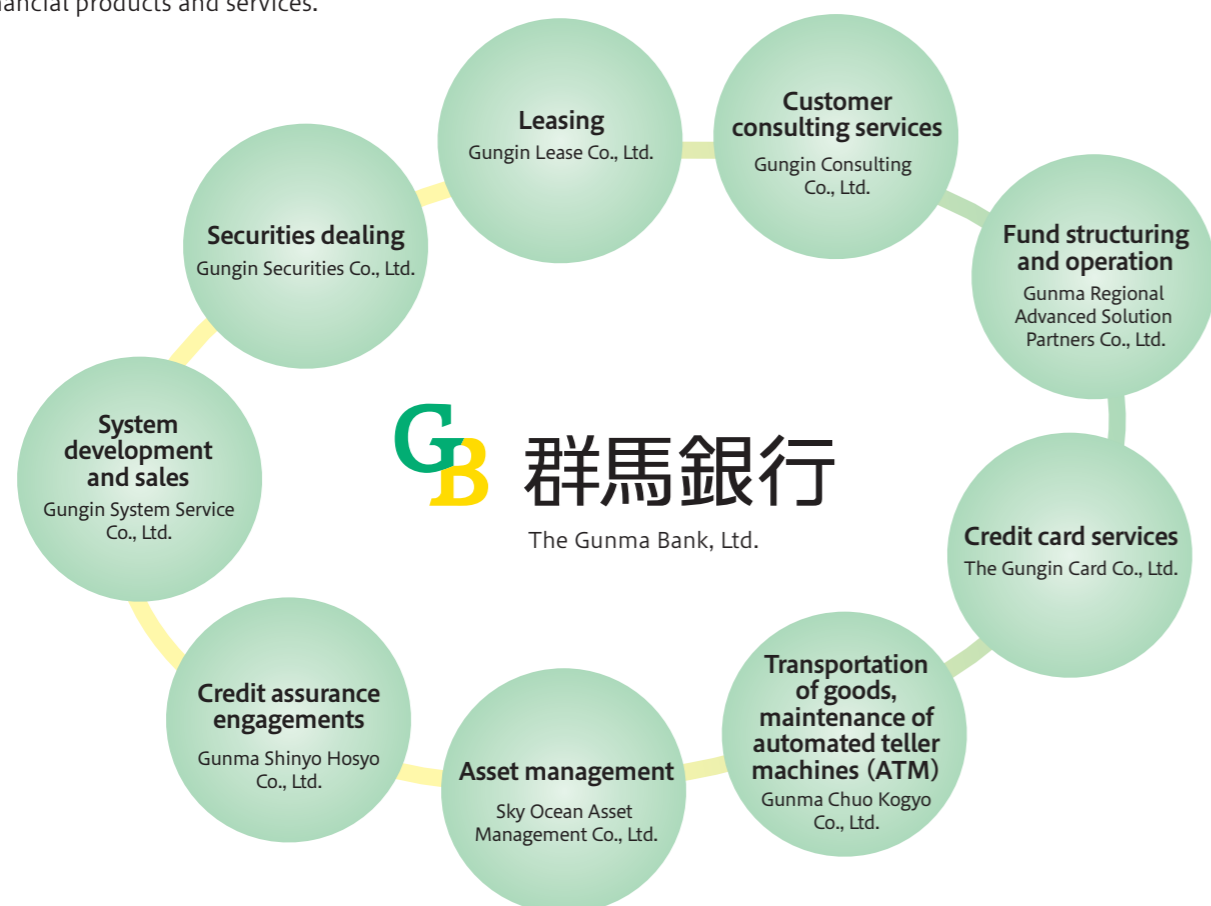 nancial products and services.
Leasing
Gungin Lease Co., Ltd.
Customer
consulting services
Gungin Consulting
Co., Ltd.
Securities dealing
Gungin Securities Co., Ltd.
Fund structuring
and operation
Gunma Regional
Advanced Solution
Partners Co., Ltd.
System
development
and sales
Gungin System Service
Co., Ltd.
GB 群馬銀行
The Gunma Bank, Ltd.
Credit card services
The Gungin Card Co., Ltd.
Credit assurance
engagements
Gunma Shinyo Hosyo
Co., Ltd.
Asset management
Sky Ocean Asset
Management Co., Ltd.
Transportation
of goods,
maintenance of
automated teller
machines (ATM)
Gunma Chuo Kogyo
Co., Ltd.